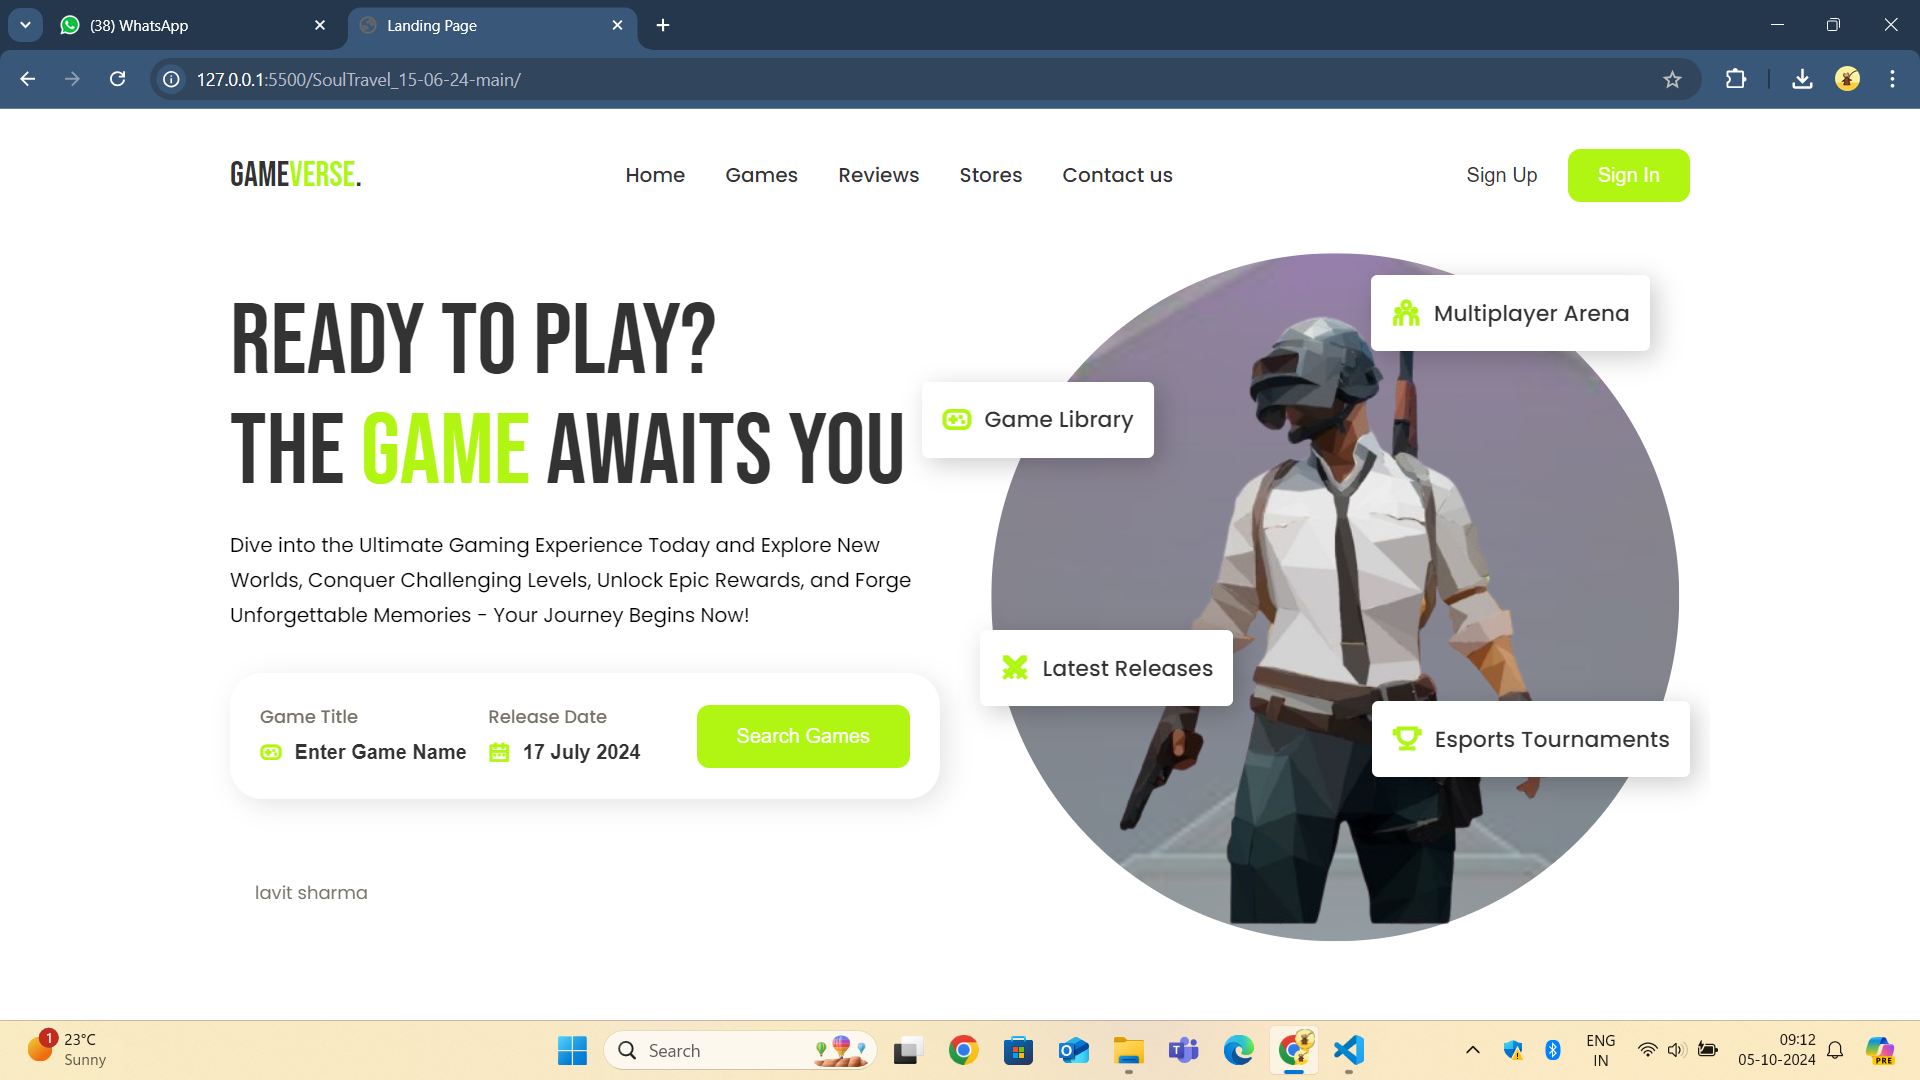 (38) WhatsApp
Landing Page
127.0.0.1:5500/SoulTravel_15-06-24-main/
GAMEVERSE.
Home Games Reviews Stores Contact us
Sign Up Sign In
READY TO PLAY?
THE GAME AWAITS YOU
Dive into the Ultimate Gaming Experience Today and Explore New
Worlds, Conquer Challenging Levels, Unlock Epic Rewards, and Forge
Unforgettable Memories - Your Journey Begins Now!
Game Title
Enter Game Name
Release Date
17 July 2024
Search Games
lavit sharma
Multiplayer Arena
Game Library
Latest Releases
Esports Tournaments
1
23°C
Sunny
Search
ENG
IN
09:12
05-10-2024
PRE